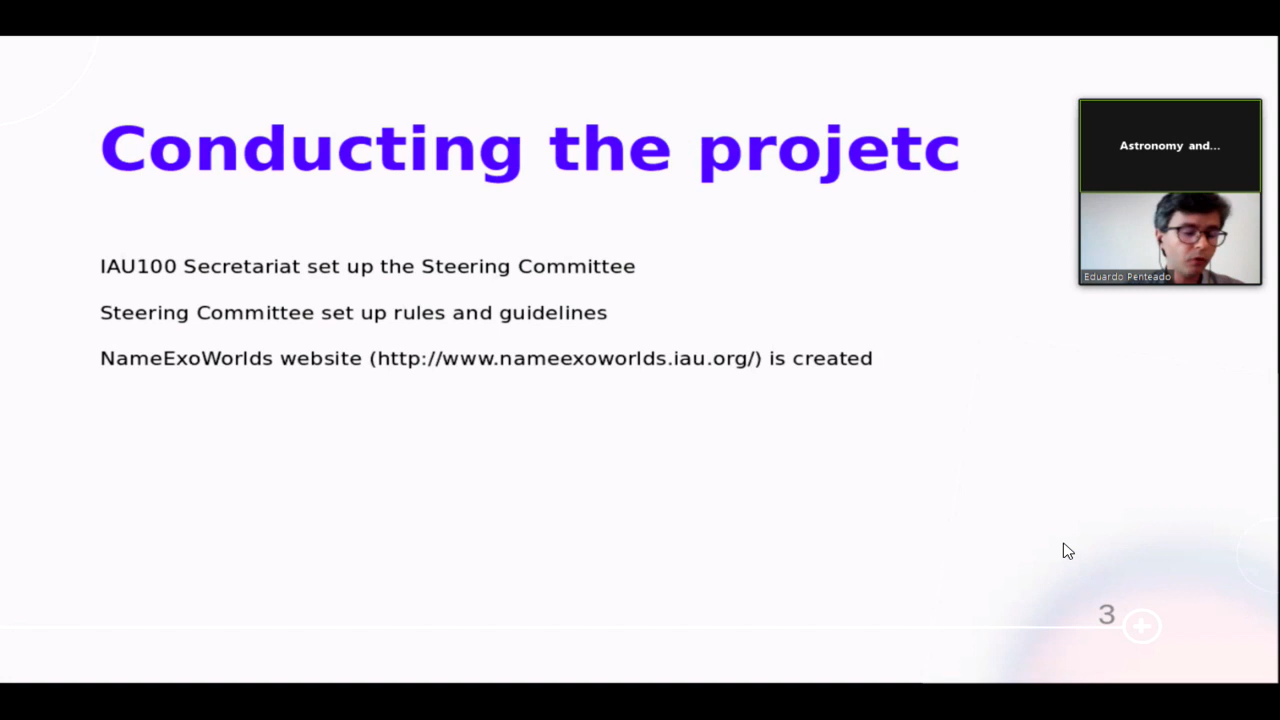 Conducting the projetc
Astronomy and...
Eduardo Penteado
IAU100 Secretariat set up the Steering Committee
Steering Committee set up rules and guidelines
NameExoWorlds website (http://www.nameexoworlds.iau.org/) is created
3